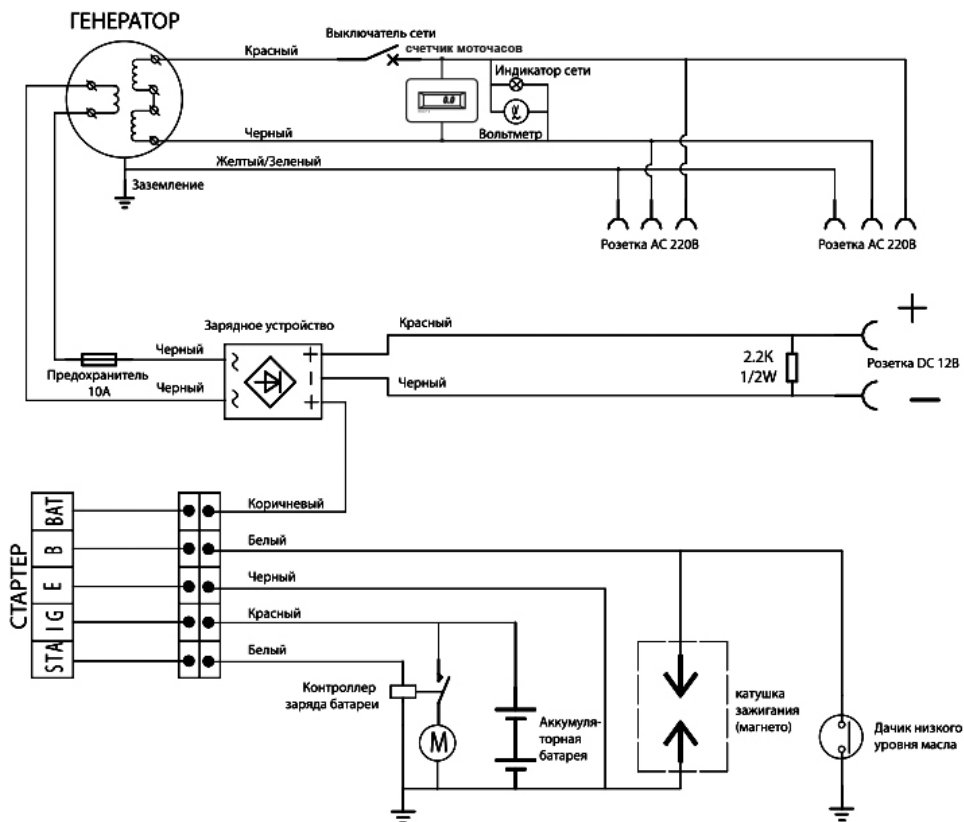 ГЕНЕРАТОР
Выключатель сети
Красный
счетчик моточасов
Индикатор сети
0.0
Вольтметр
Черный
Желтый/Зеленый
Заземление
Розетка AC 220В
Розетка AC 220В
Зарядное устройство
Красный
+
Черный
Предохранитель
10А
Черный
+
2.2K
1/2W
Розетка DC 12В
Черный
+
−
СТАРТЕР
BAT
Коричневый
B
Белый
E
Черный
IG
Красный
STA
Белый
Контроллер
заряда батареи
M
Аккумуля-
торная
батарея
катушка
зажигания
(магнето)
Дачик низкого
уровня масла